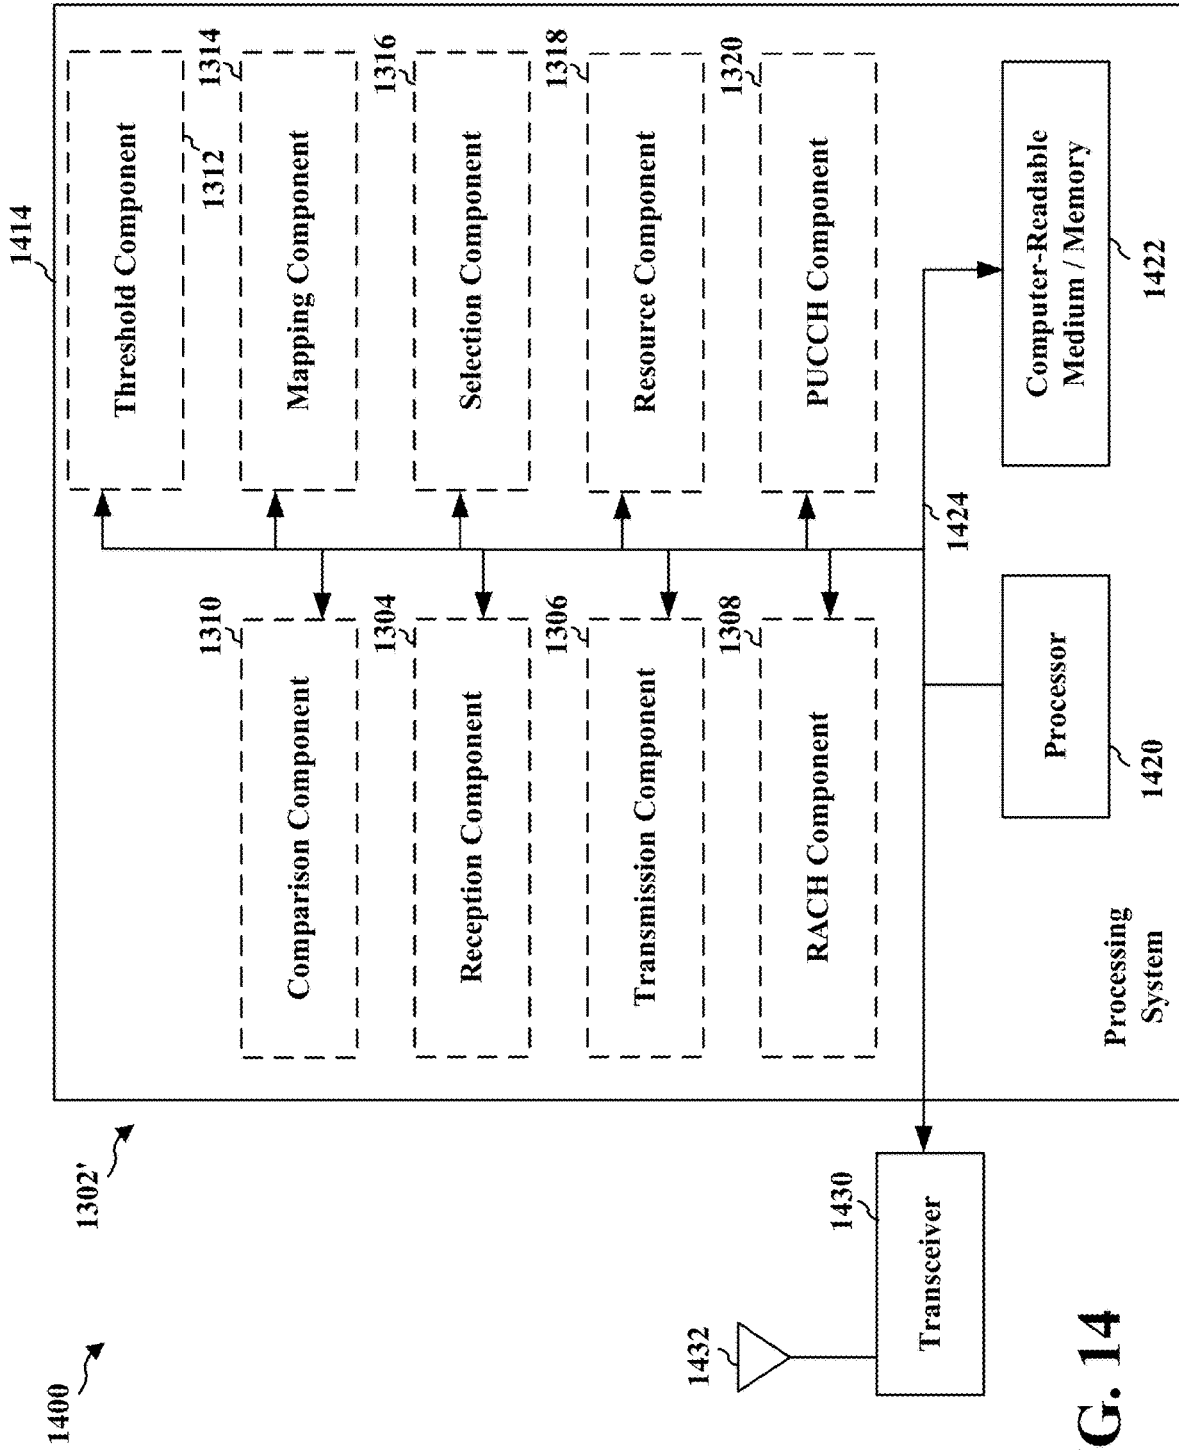 1400
1302'
1414
Comparison Component
1310
Threshold Component
1312
Reception Component
1304
Mapping Component
1314
Transmission Component
1306
Selection Component
1316
RACH Component
1308
Resource Component
1318
PUCCH Component
1320
1424
1432
1430
Transceiver
Processor
1420
Computer-Readable
Medium / Memory
1422
Processing
System
G. 14